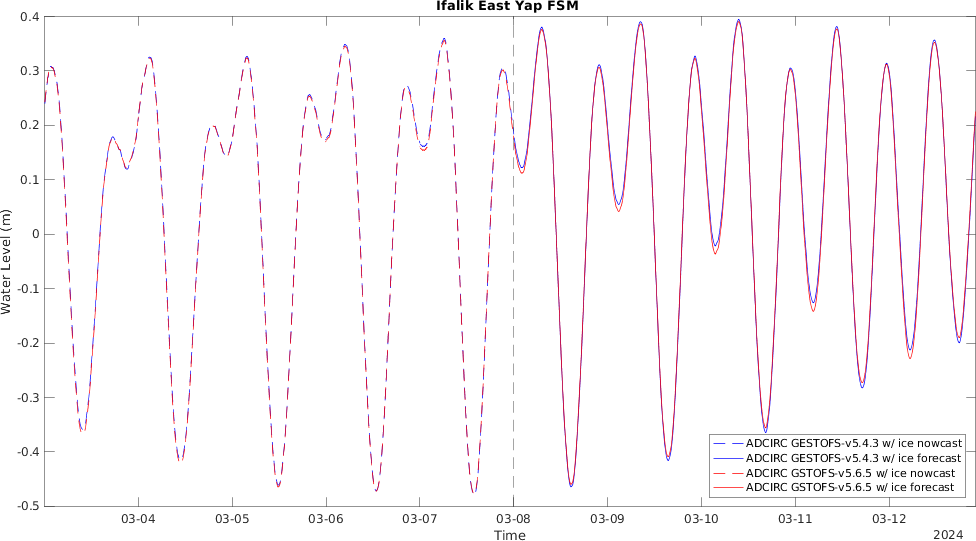 Ifalik East Yap FSM
0.4
0.3
0.2
0.1
0
-0.1
-0.2
-0.3
-0.4
-0.5
Water Level (m)
ADCIRC GESTOFS-v5.4.3 w/ ice nowcast
ADCIRC GESTOFS-v5.4.3 w/ ice forecast
ADCIRC GSTOFS-v5.6.5 w/ ice nowcast
ADCIRC GSTOFS-v5.6.5 w/ ice forecast
03-04 03-05 03-06 03-07 03-08 03-09 03-10 03-11 03-12
Time
2024